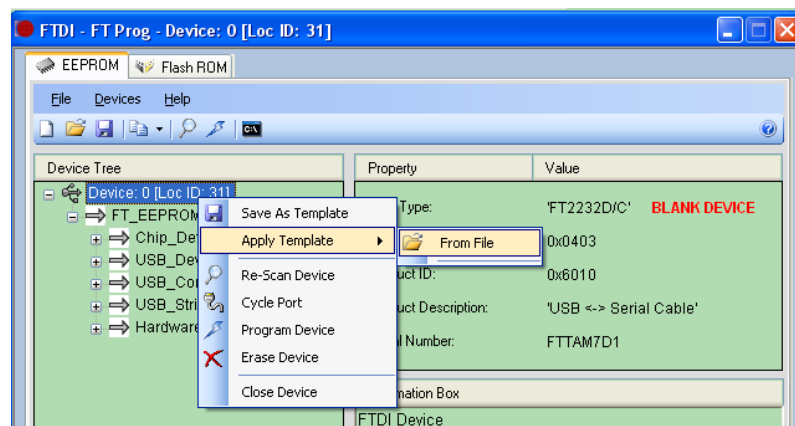 FTDI - FT Prog - Device: 0 [Loc ID: 31]
EEPROM Flash ROM
File Devices Help
Device Tree Property Value
Device: 0 [Loc ID: 31]
Type: 'FT2232D/C' BLANK DEVICE
FT_EEPROM
Save As Template
Chip_De
Apply Template From File 0x0403
USB_Dev
Re-Scan Device uct ID: 0x6010
USB_Co
Cycle Port uct Description: 'USB <-> Serial Cable'
USB_Stri
Program Device l Number: FTTAM7D1
Hardware
Erase Device
Close Device mation Box
FTDI Device